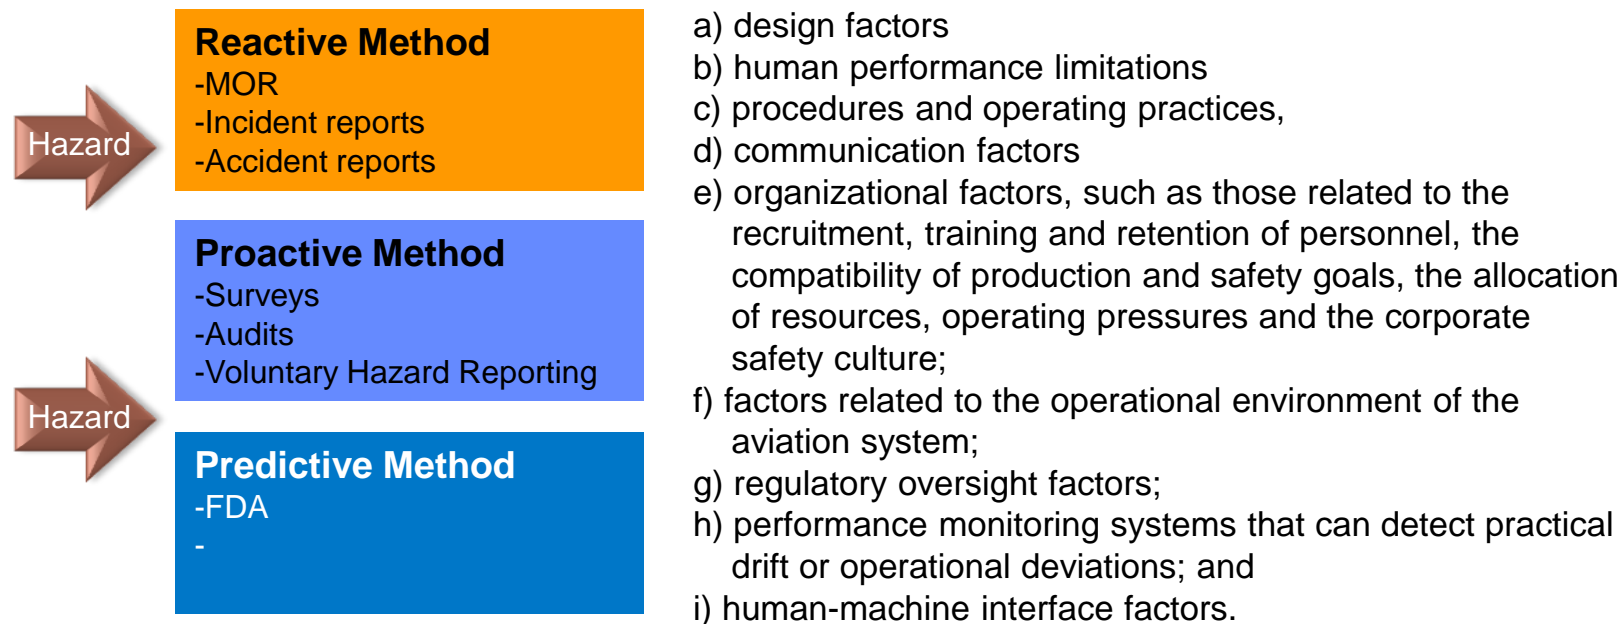 Hazard
Hazard
Reactive Method
-MOR
-Incident reports
-Accident reports
Proactive Method
-Surveys
-Audits
-Voluntary Hazard Reporting
Predictive Method
-FDA
-
a) design factors
b) human performance limitations
c) procedures and operating practices,
d) communication factors
e) organizational factors, such as those related to the
recruitment, training and retention of personnel, the
compatibility of production and safety goals, the allocation
of resources, operating pressures and the corporate
safety culture;
f) factors related to the operational environment of the
aviation system;
g) regulatory oversight factors;
h) performance monitoring systems that can detect practical
drift or operational deviations; and
i) human-machine interface factors.